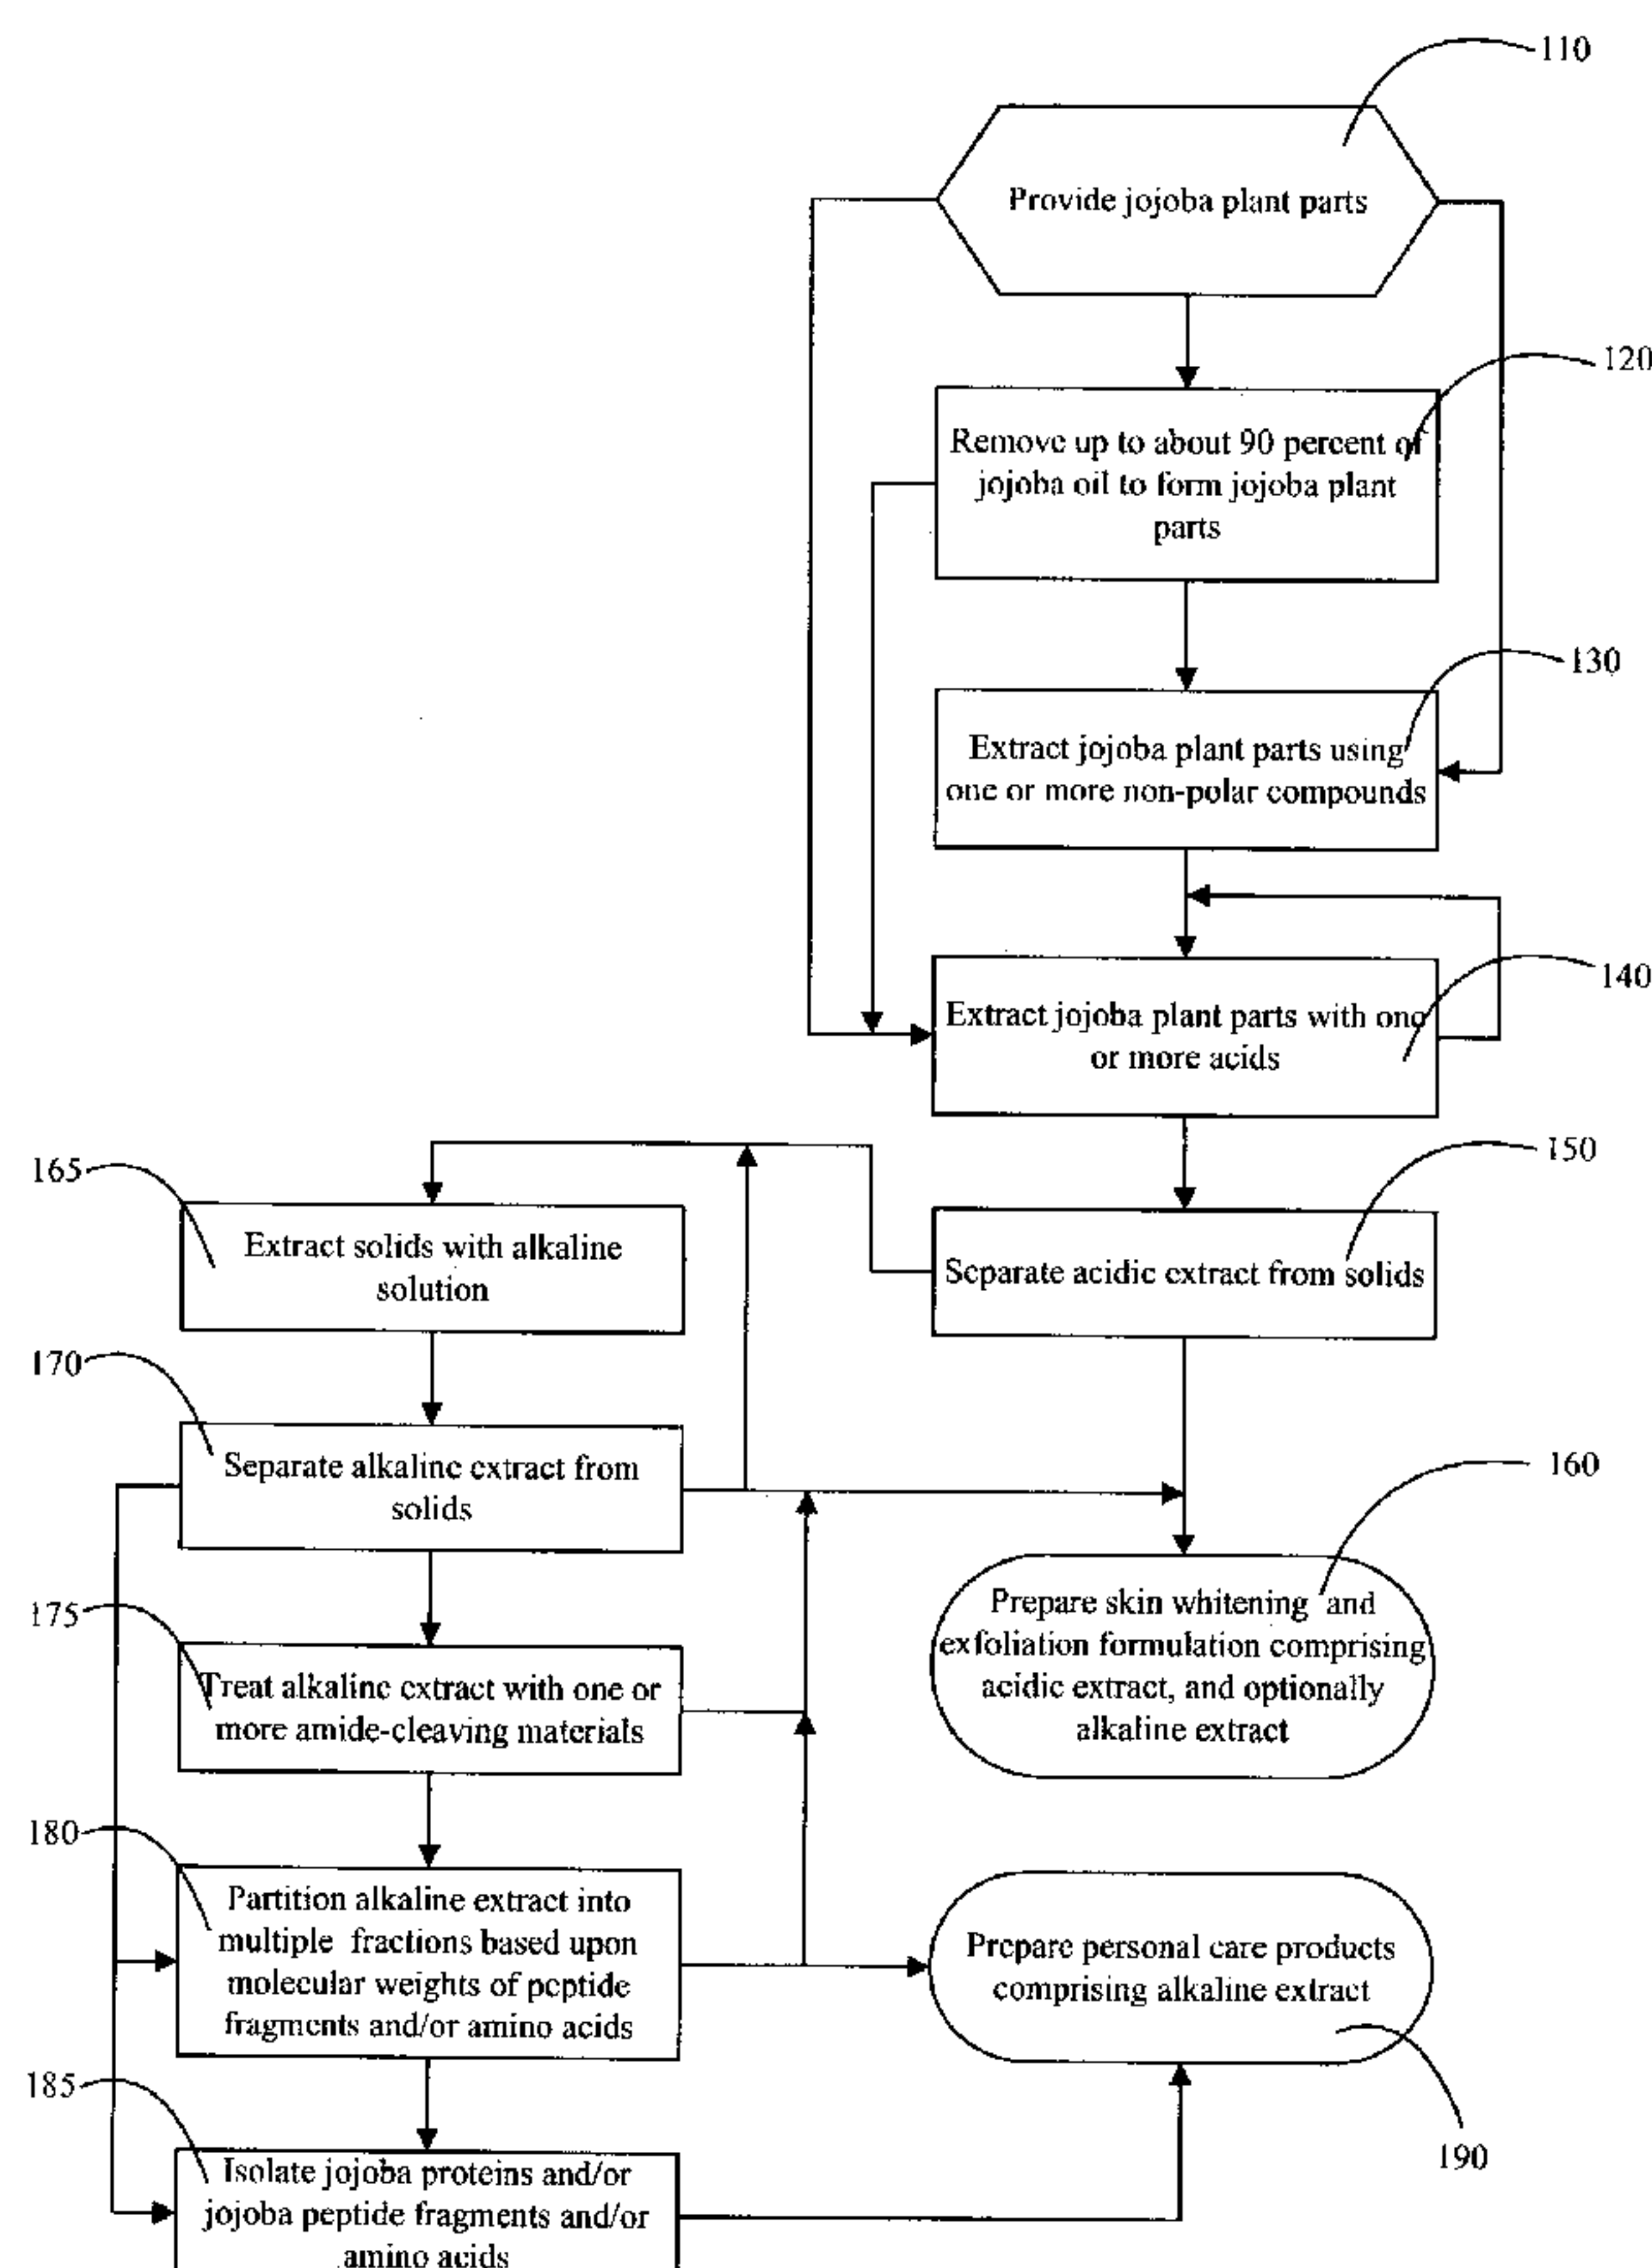 110
Provide jojoba plant parts
120
Remove up to about 90 percent of
jojoba oil to form jojoba plant
parts
130
Extract jojoba plant parts using
one or more non-polar compounds
140
Extract jojoba plant parts with one
or more acids
150
Separate acidic extract from solids
165
Extract solids with alkaline
solution
170
Separate alkaline extract from
solids
160
Prepare skin whitening and
exfoliation formulation comprising
acidic extract, and optionally
alkaline extract
175
Treat alkaline extract with one or
more amide-cleaving materials
180
Partition alkaline extract into
multiple fractions based upon
molecular weights of peptide
fragments and/or amino acids
Prepare personal care products
comprising alkaline extract
190
185
Isolate jojoba proteins and/or
jojoba peptide fragments and/or
amino acids